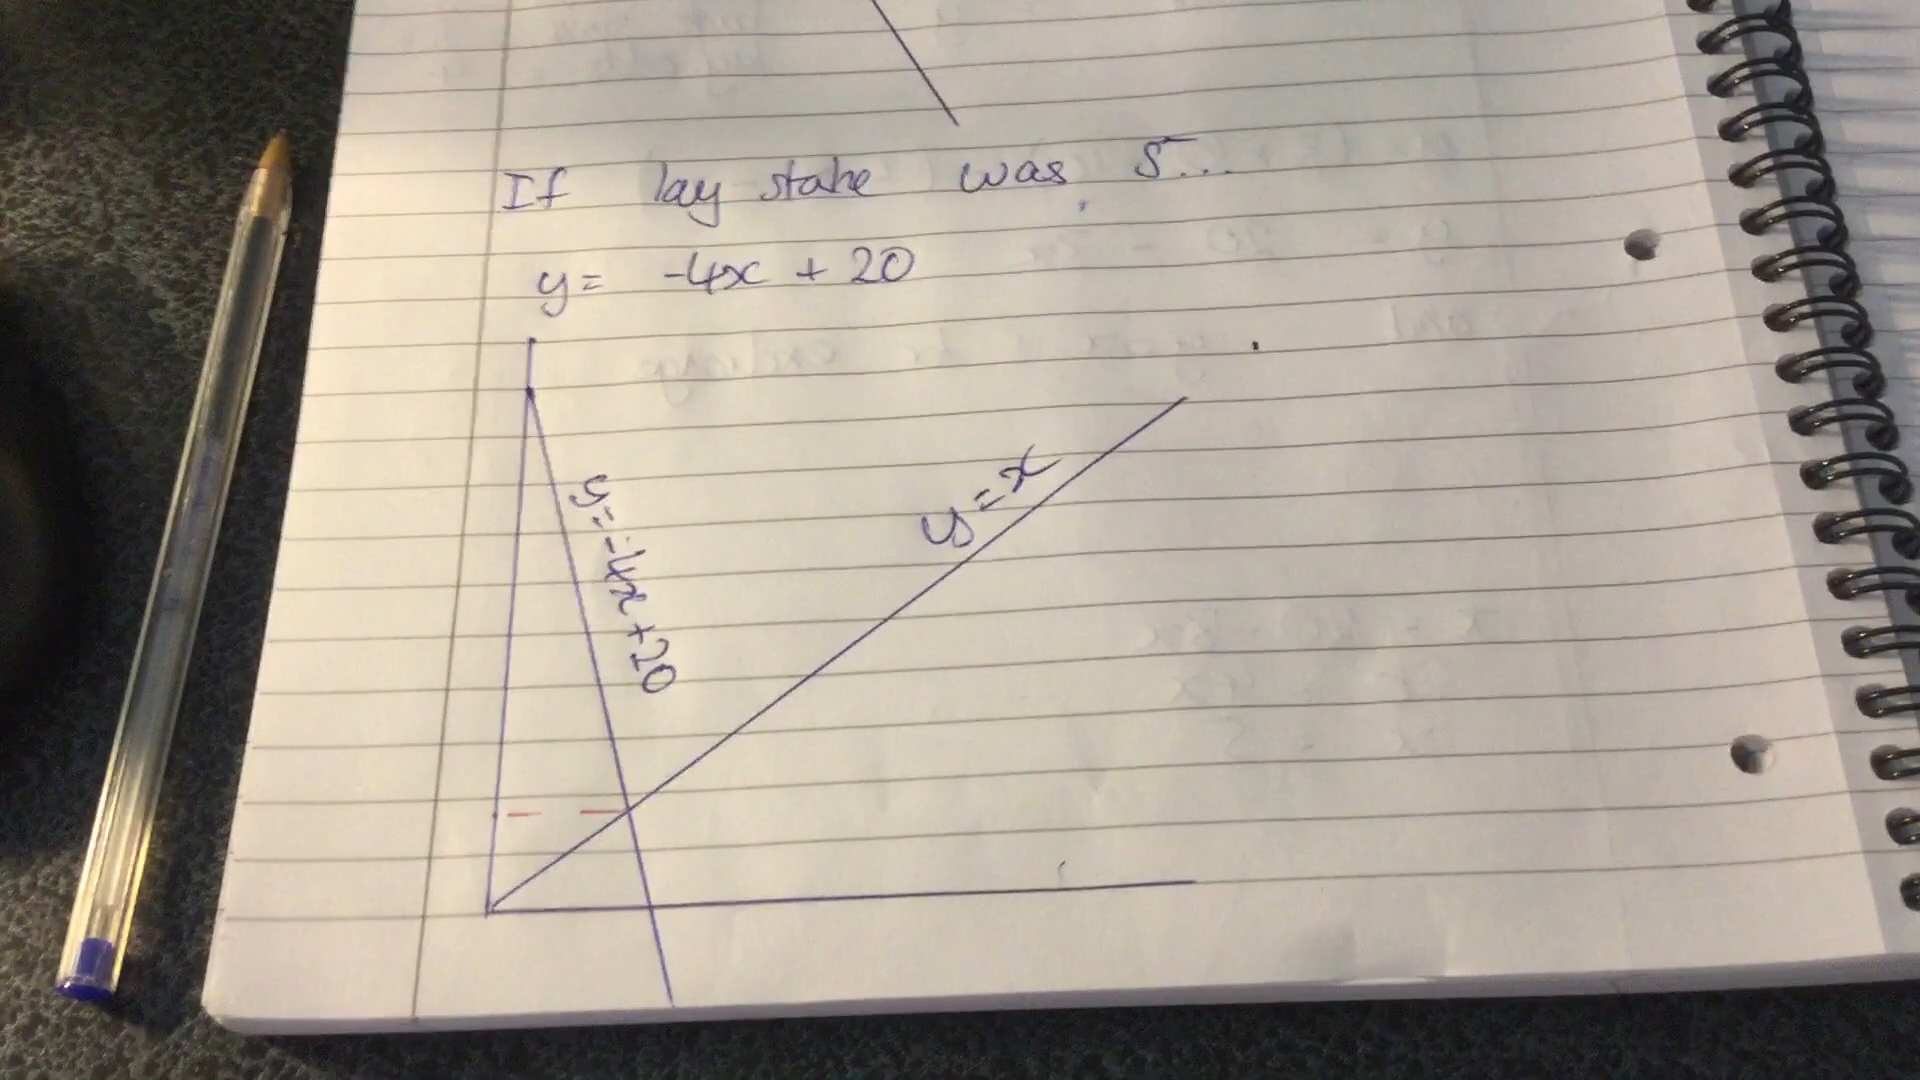 If lay stake was 5...
y = -4x + 20
y = -4x + 20
y = x